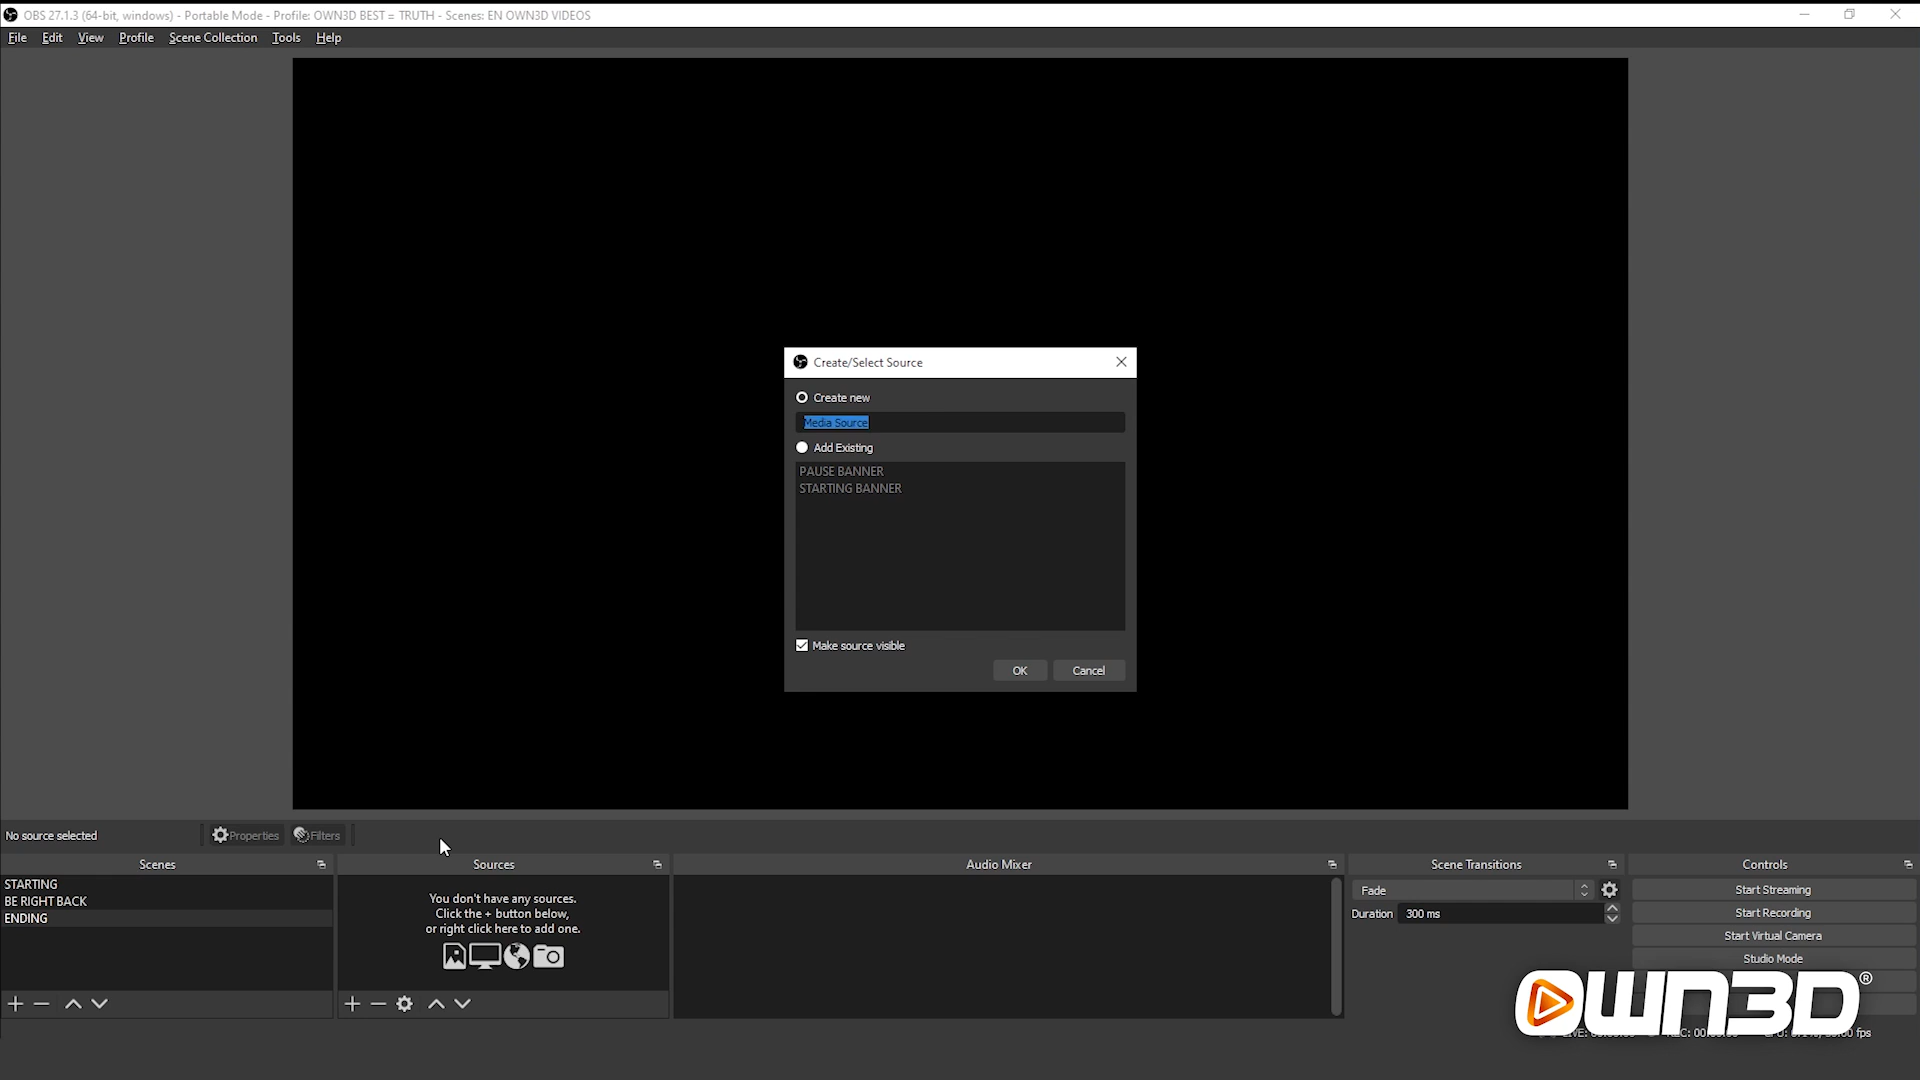 OBS 27.1.3 (64-bit, windows) - Portable Mode - Profile: OWN3D BEST = TRUTH - Scenes: EN OWN3D VIDEOS
File Edit View Profile Scene Collection Tools Help
Create/Select Source
Create new
Media Source
Add Existing
PAUSE BANNER
STARTING BANNER
Make source visible
OK Cancel
No source selected Properties Filters
Scenes Sources Audio Mixer Scene Transitions Controls
STARTING
BE RIGHT BACK
ENDING
You don't have any sources.
Click the + button below,
or right click here to add one.
Fade
Duration 300 ms
Start Streaming
Start Recording
Start Virtual Camera
Studio Mode
OWN3D®
fps